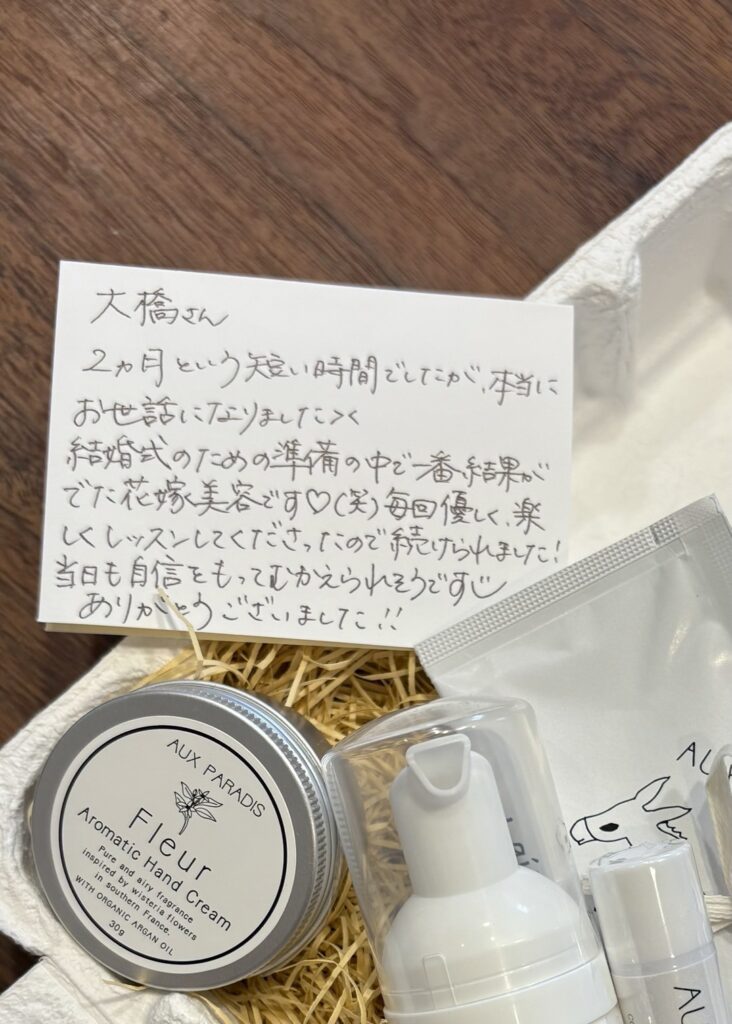 大橋さん
2ヵ月という短い時間でしたが、本当に
お世話になりました><
結婚式のための準備の中で一番結果が
でた花嫁美容です♡(笑)毎回優しく、楽
しくレッスンしてくださったので続けられました!
当日も自信をもってむかえられそうです
ありがとうございました!!
AUX PARADIS
Fleur
Aromatic Hand Cream
Pure and airy fragrance
inspired by wisteria flowers
in southern France.
WITH ORGANIC ARGAN OIL
30g